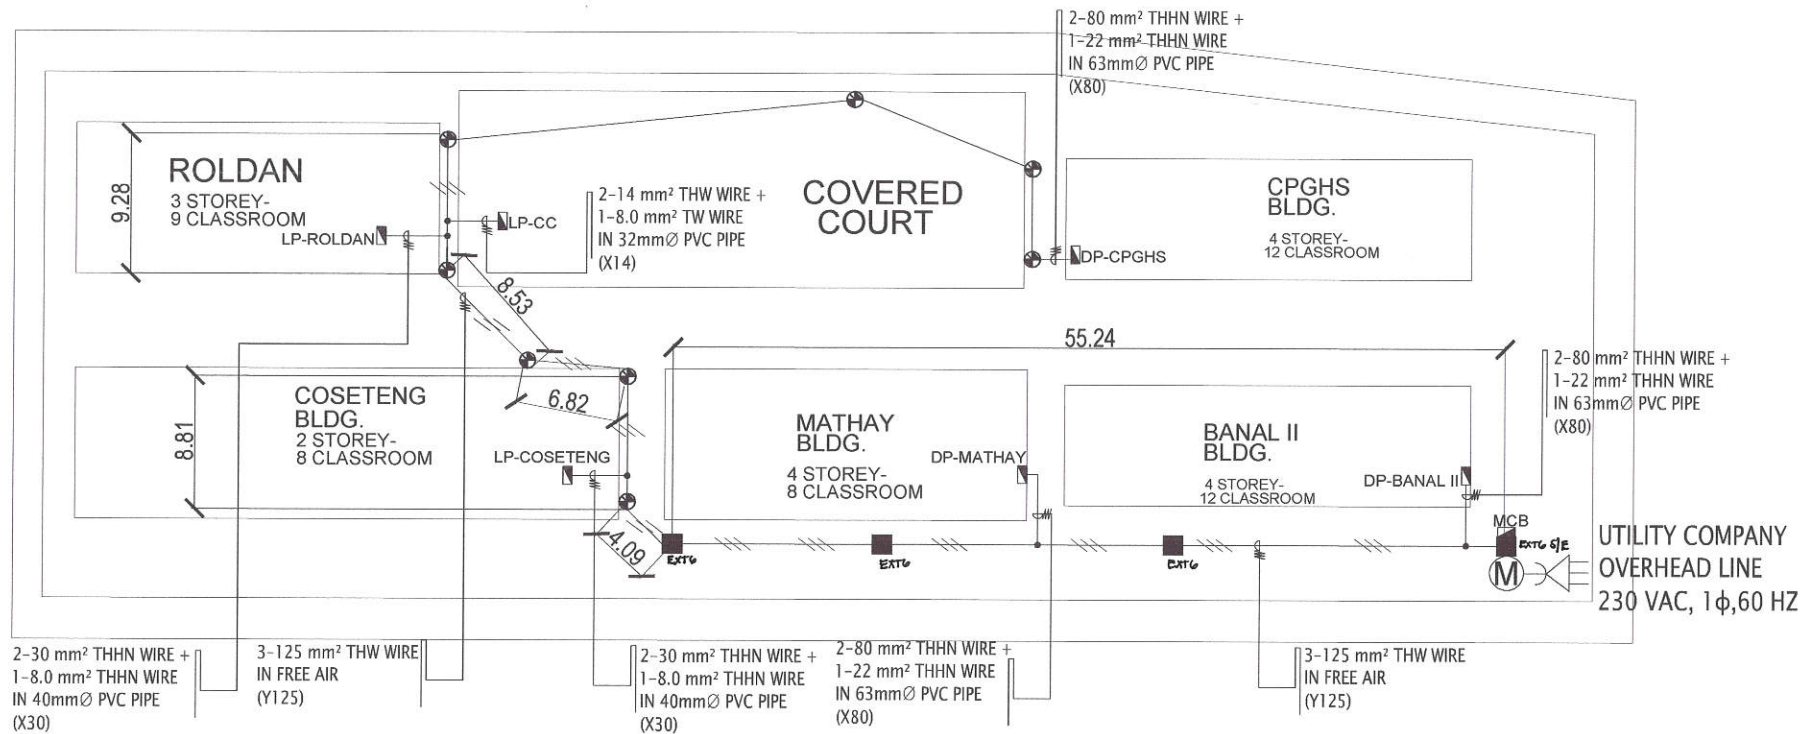 2-80 mm² THHN WIRE +
1-22 mm² THHN WIRE
IN 63mmØ PVC PIPE
(X80)
ROLDAN
3 STOREY-
9 CLASSROOM
9.28
LP-ROLDAN
LP-CC
2-14 mm² THW WIRE +
1-8.0 mm² TW WIRE
IN 32mmØ PVC PIPE
(X14)
COVERED
COURT
CPGHS
BLDG.
4 STOREY-
12 CLASSROOM
DP-CPGHS
8.53
55.24
2-80 mm² THHN WIRE +
1-22 mm² THHN WIRE
IN 63mmØ PVC PIPE
(X80)
COSETENG
BLDG.
2 STOREY-
8 CLASSROOM
8.81
6.82
LP-COSETENG
MATHAY
BLDG.
4 STOREY-
8 CLASSROOM
DP-MATHAY
BANAL II
BLDG.
4 STOREY-
12 CLASSROOM
DP-BANAL II
MCB
4.09
EXTG
EXTG
EXTG
EXTG S/E
M
UTILITY COMPANY
OVERHEAD LINE
230 VAC, 1ϕ,60 HZ
2-30 mm² THHN WIRE +
1-8.0 mm² THHN WIRE
IN 40mmØ PVC PIPE
(X30)
3-125 mm² THW WIRE
IN FREE AIR
(Y125)
2-30 mm² THHN WIRE +
1-8.0 mm² THHN WIRE
IN 40mmØ PVC PIPE
(X30)
2-80 mm² THHN WIRE +
1-22 mm² THHN WIRE
IN 63mmØ PVC PIPE
(X80)
3-125 mm² THW WIRE
IN FREE AIR
(Y125)